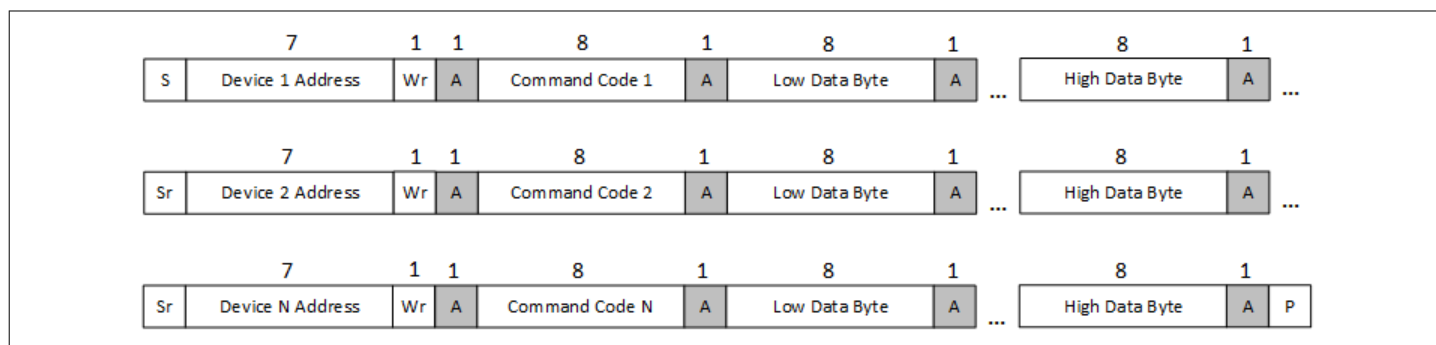 7 1 1 8 1 8 1 8 1
S Device 1 Address Wr A Command Code 1 A Low Data Byte A ... High Data Byte A ...
7 1 1 8 1 8 1 8 1
Sr Device 2 Address Wr A Command Code 2 A Low Data Byte A ... High Data Byte A ...
7 1 1 8 1 8 1 8 1
Sr Device N Address Wr A Command Code N A Low Data Byte A ... High Data Byte A P